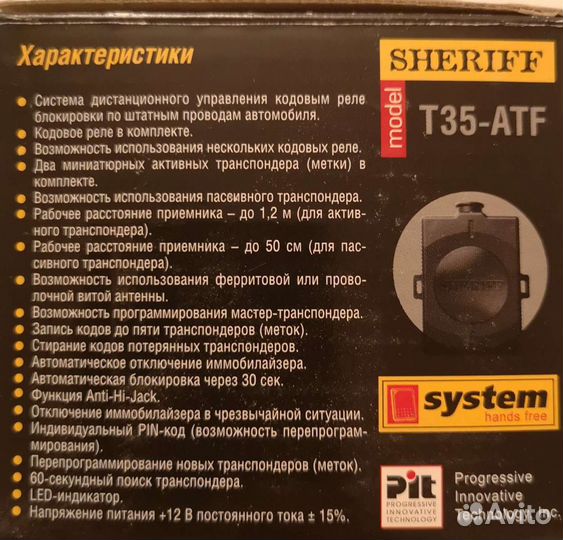 Характеристики
Система дистанционного управления кодовым реле
блокировки по штатным проводам автомобиля.
Кодовое реле в комплекте.
Возможность использования нескольких кодовых реле.
Два миниатюрных активных транспондера (метки) в
комплекте.
Возможность использования пассивного транспондера.
Рабочее расстояние приемника – до 1,2 м (для актив-
ного транспондера).
Рабочее расстояние приемника – до 50 см (для пас-
сивного транспондера).
Возможность использования ферритовой или прово-
лочной витой антенны.
Возможность программирования мастер-транспондера.
Запись кодов до пяти транспондеров (меток).
Стирание кодов потерянных транспондеров.
Автоматическое отключение иммобилайзера.
Автоматическая блокировка через 30 сек.
Функция Anti-Hi-Jack.
Отключение иммобилайзера в чрезвычайной ситуации.
Индивидуальный PIN-код (возможность перепрограм-
мирования).
Перепрограммирование новых транспондеров (меток).
60-секундный поиск транспондера.
LED-индикатор.
Напряжение питания +12 В постоянного тока ± 15%.
SHERIFF
model
T35-ATF
system
hands free
Pit
PROGRESSIVE
INNOVATIVE
TECHNOLOGY
Progressive
Innovative
Technology, Inc.
Avito